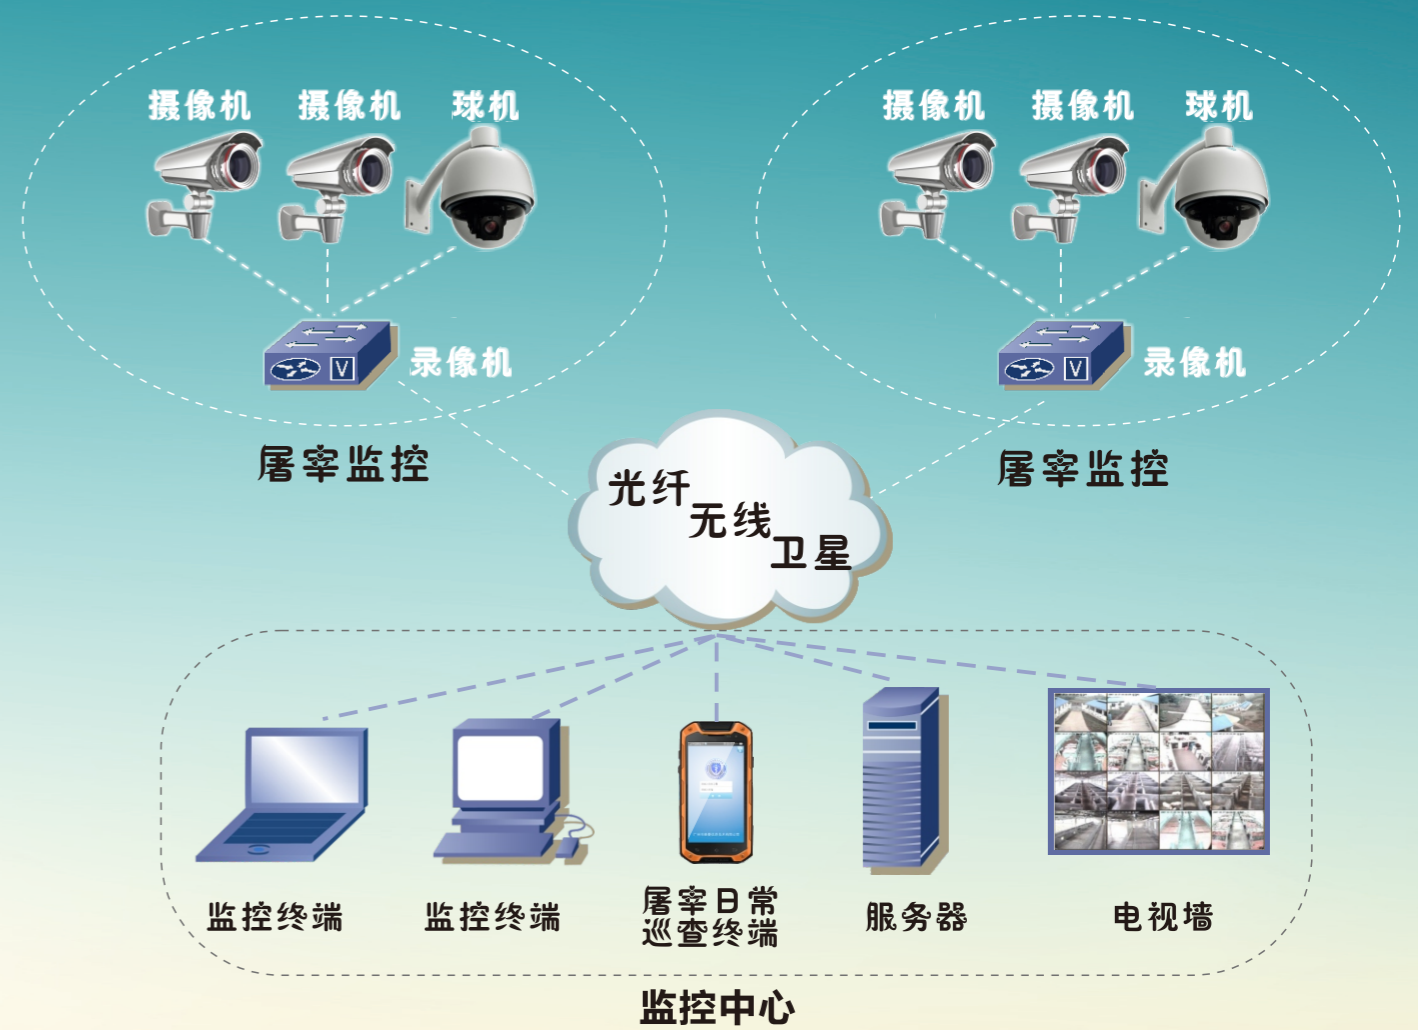 摄像机 摄像机 球机
摄像机 摄像机 球机
V 录像机
V 录像机
屠宰监控
屠宰监控
光纤
无线
卫星
监控终端
监控终端
屠宰日常
巡查终端
服务器
电视墙
监控中心